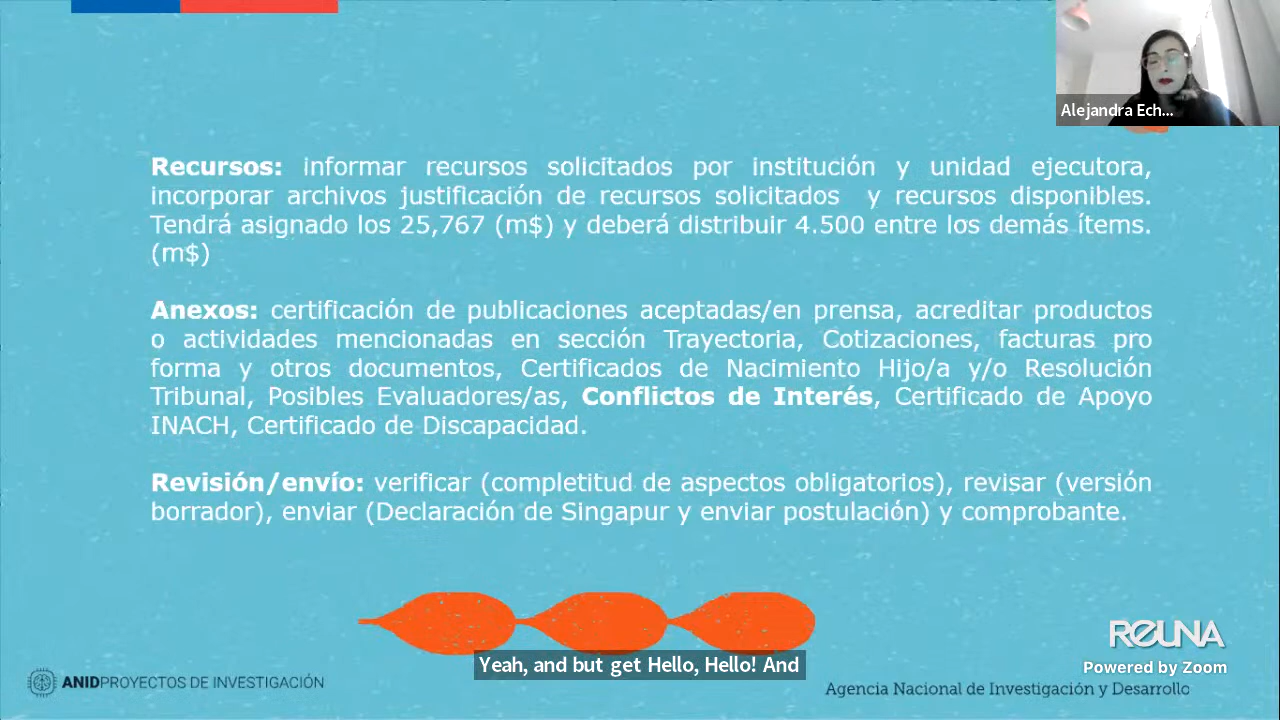 Alejandra Ech...
Recursos: informar recursos solicitados por institución y unidad ejecutora,
incorporar archivos justificación de recursos solicitados y recursos disponibles.
Tendrá asignado los 25,767 (m$) y deberá distribuir 4.500 entre los demás ítems.
(m$)
Anexos: certificación de publicaciones aceptadas/en prensa, acreditar productos
o actividades mencionadas en sección Trayectoria, Cotizaciones, facturas pro
forma y otros documentos, Certificados de Nacimiento Hijo/a y/o Resolución
Tribunal, Posibles Evaluadores/as, Conflictos de Interés, Certificado de Apoyo
INACH, Certificado de Discapacidad.
Revisión/envío: verificar (completitud de aspectos obligatorios), revisar (versión
borrador), enviar (Declaración de Singapur y enviar postulación) y comprobante.
REUNA
Yeah, and but get Hello, Hello! And
Powered by Zoom
ANIDPROYECTOS DE INVESTIGACIÓN
Agencia Nacional de Investigación y Desarrollo